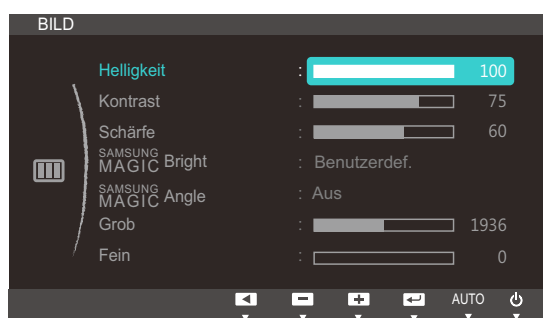 BILD
Helligkeit : 100
Kontrast : 75
Schärfe : 60
SAMSUNG MAGIC Bright : Benutzerdef.
SAMSUNG MAGIC Angle : Aus
Grob : 1936
Fein : 0
AUTO